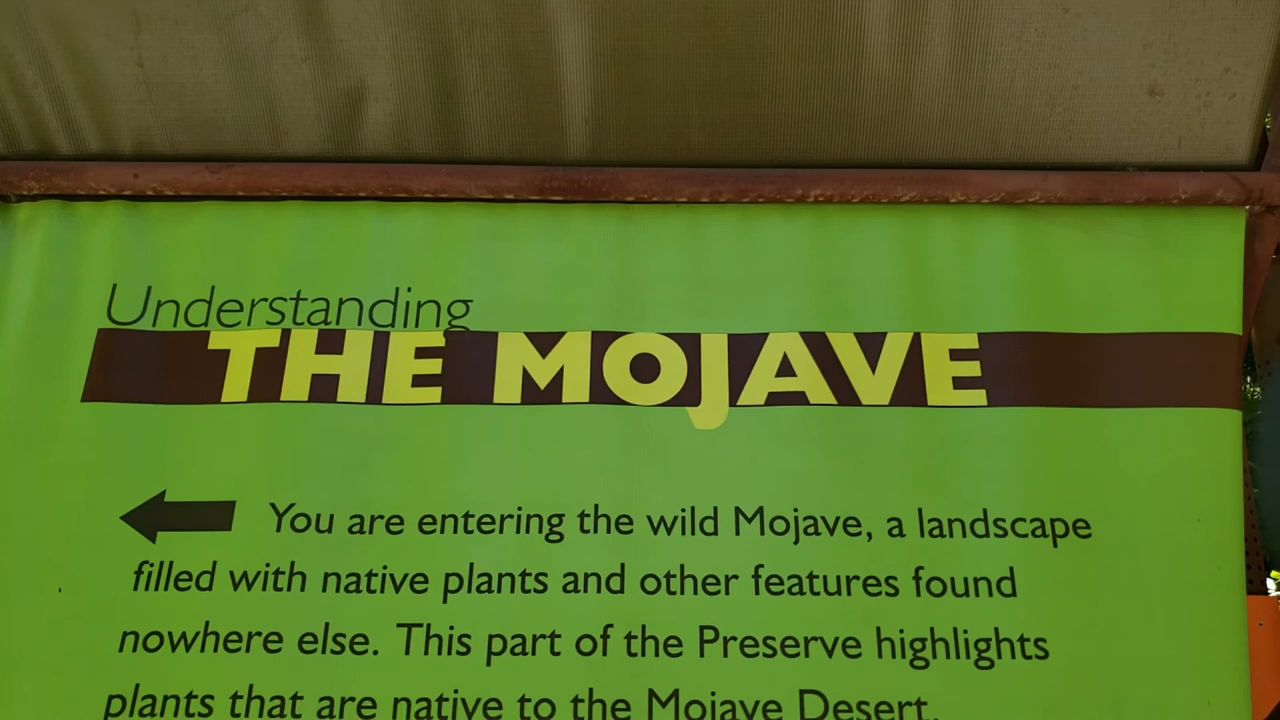 Understanding
THE MOJAVE
You are entering the wild Mojave, a landscape
filled with native plants and other features found
nowhere else. This part of the Preserve highlights
plants that are native to the Mojave Desert.